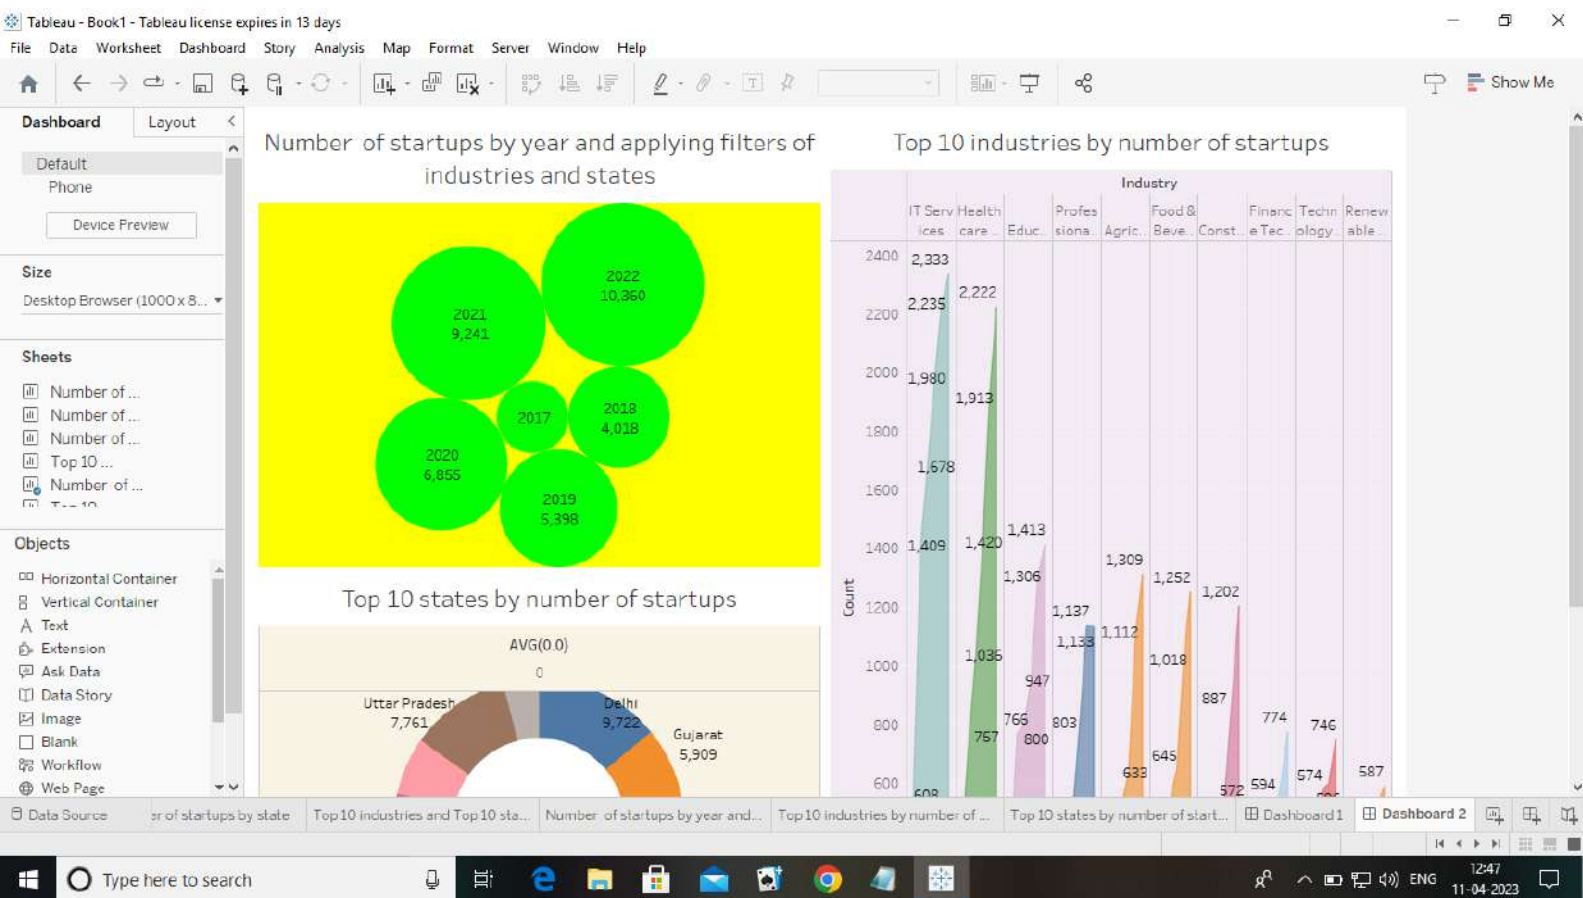 Tableau - Book1 - Tableau license expires in 13 days
File Data Worksheet Dashboard Story Analysis Map Format Server Window Help
Show Me
Dashboard Layout
Default
Phone
Device Preview
Size
Desktop Browser (1000 x 8...
Sheets
Number of ...
Number of ...
Number of ...
Top 10 ...
Number of ...
Objects
Horizontal Container
Vertical Container
Text
Extension
Ask Data
Data Story
Image
Blank
Workflow
Web Page
Number of startups by year and applying filters of
industries and states
2022
10,360
2021
9,241
2017
2018
4,018
2020
6,855
2019
5,398
Top 10 states by number of startups
AVG(0.0)
0
Uttar Pradesh
7,761
Delhi
9,722
Gujarat
5,909
Top 10 industries by number of startups
Industry
IT Serv Health Profes Food & Financ Techn Renew
ices care .. Educ.. siona.. Agric.. Beve.. Const.. e Tec.. ology.. able ..
Count
2400
2200
2000
1800
1600
1400
1200
1000
800
600
2,333
2,235
1,980
1,678
1,409
608
2,222
1,913
1,420
1,035
757
1,413
1,306
947
766
800
1,137
1,133
803
1,309
1,112
633
1,252
1,018
645
1,202
887
572
774
594
746
574
587
Data Source er of startups by state Top 10 industries and Top 10 sta... Number of startups by year and... Top 10 industries by number of ... Top 10 states by number of start... Dashboard 1 Dashboard 2
Type here to search
ENG
12:47
11-04-2023